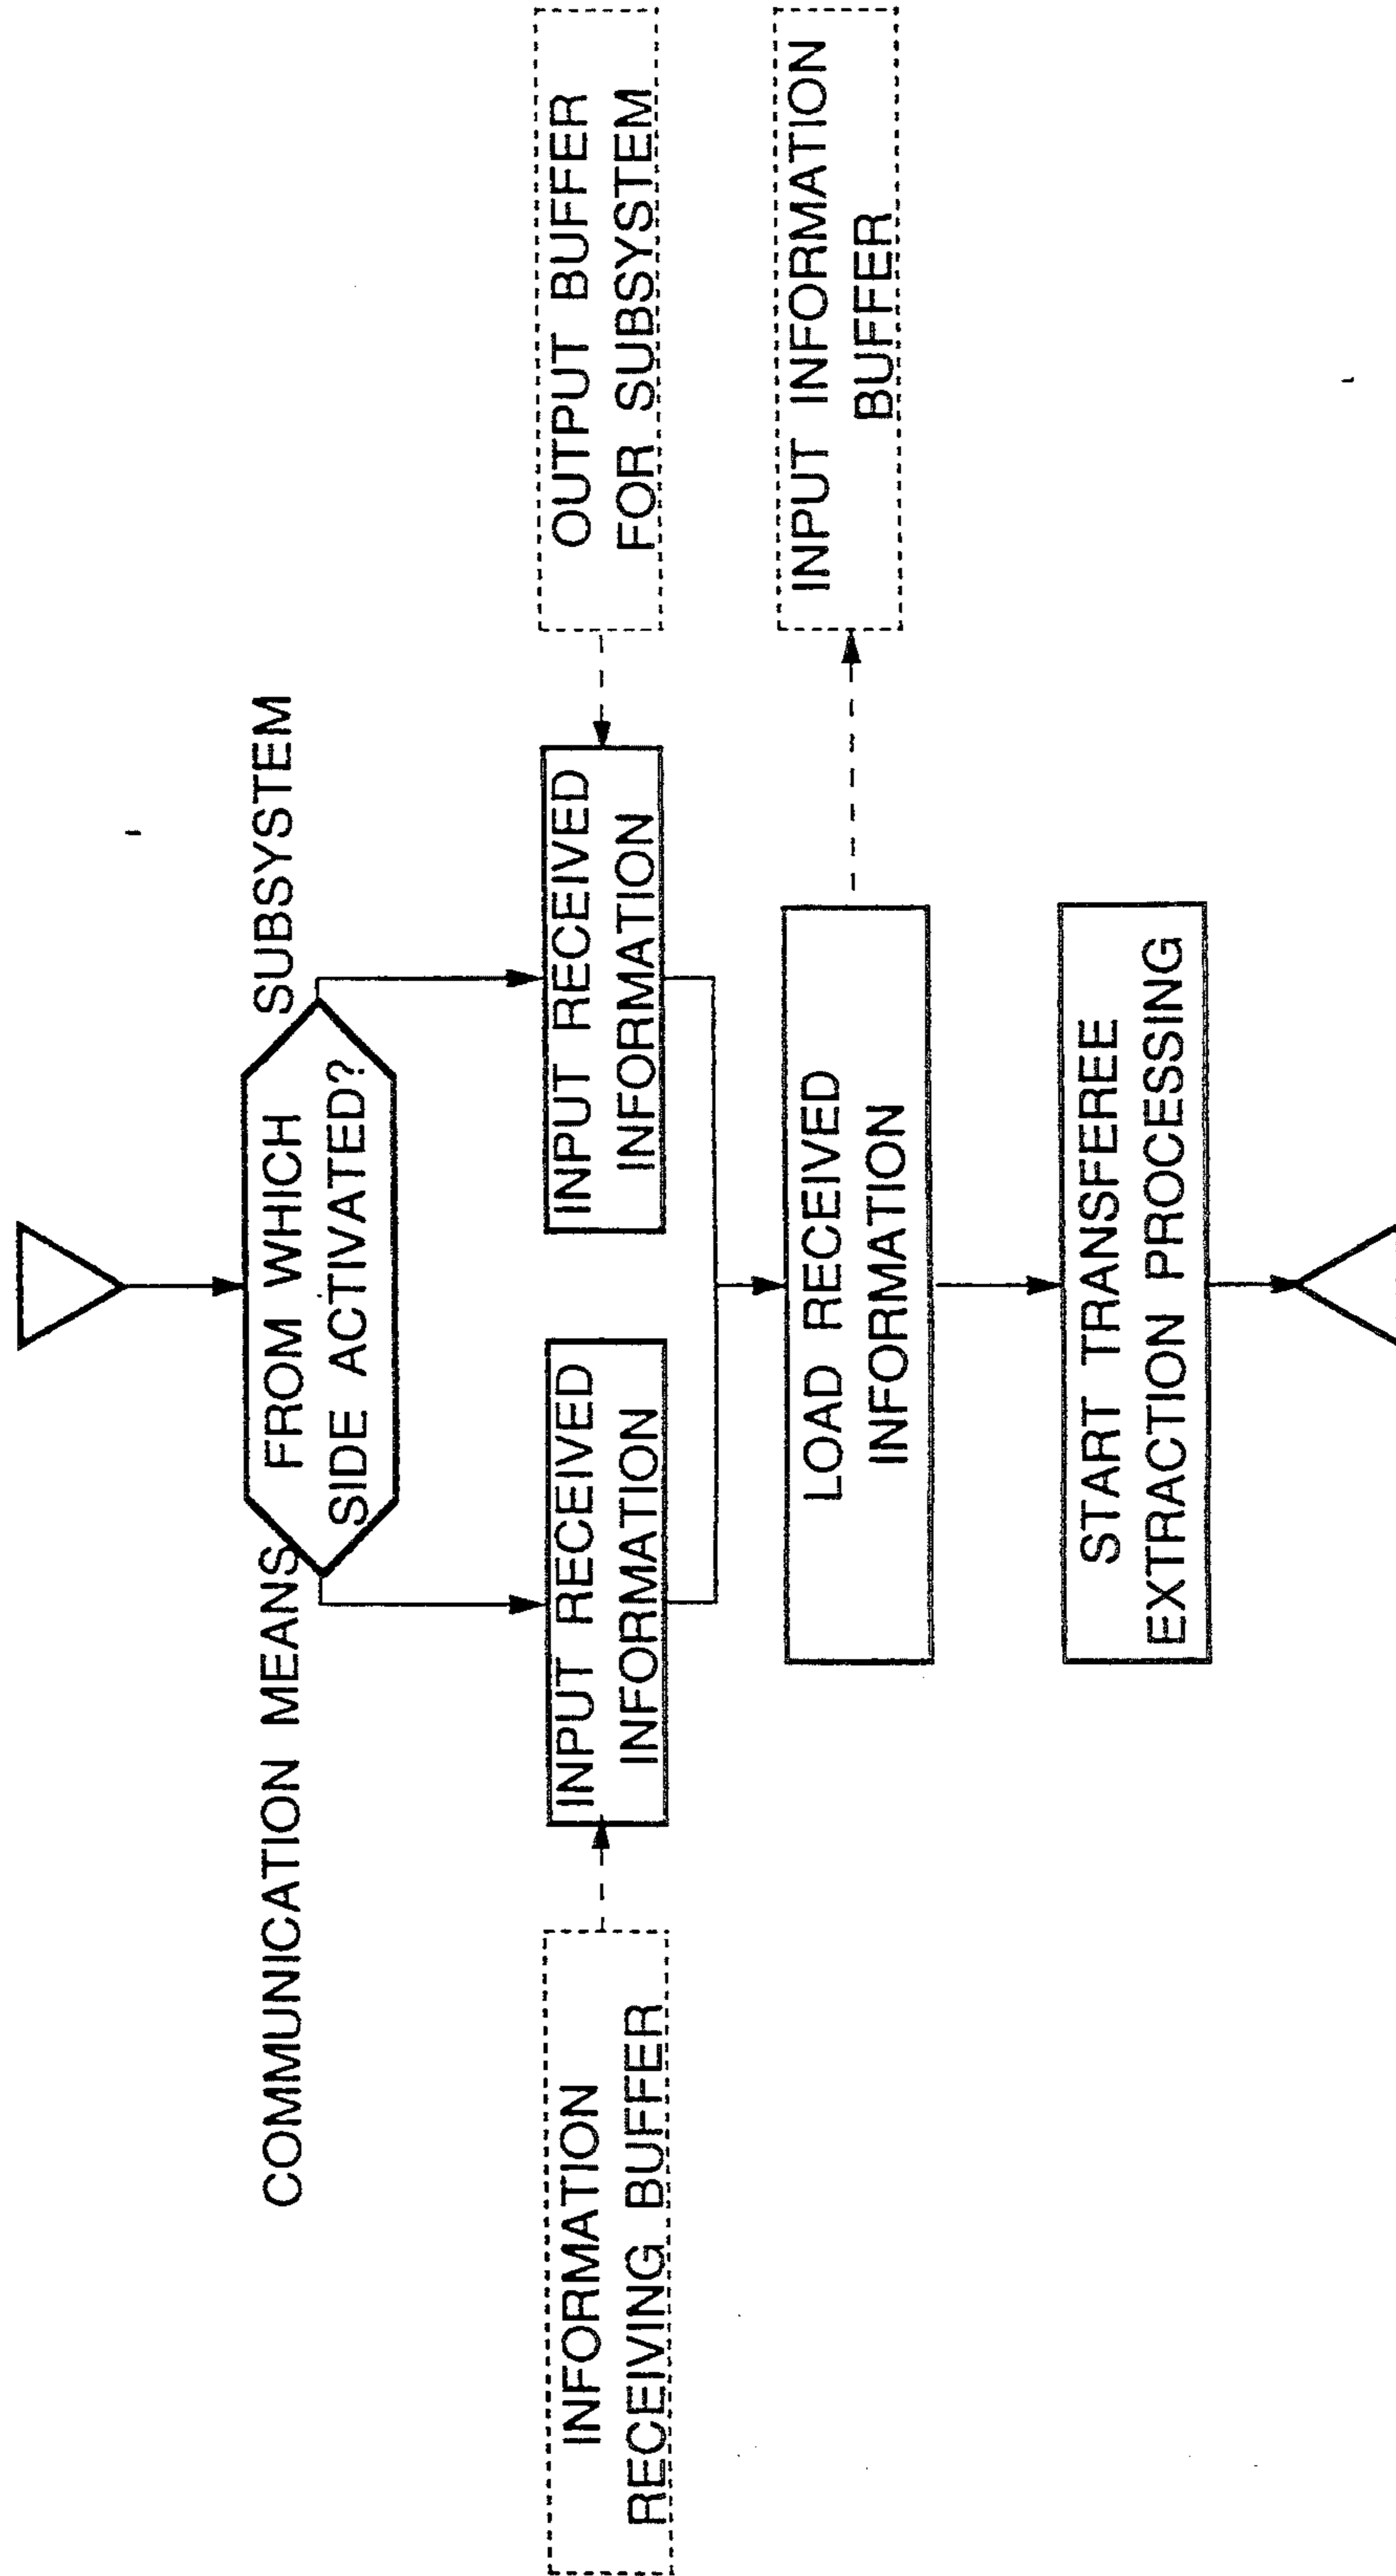 FROM WHICH
SIDE ACTIVATED?
COMMUNICATION MEANS
SUBSYSTEM
INFORMATION
RECEIVING BUFFER
INPUT RECEIVED
INFORMATION
INPUT RECEIVED
INFORMATION
OUTPUT BUFFER
FOR SUBSYSTEM
LOAD RECEIVED
INFORMATION
INPUT INFORMATION
BUFFER
START TRANSFEREE
EXTRACTION PROCESSING